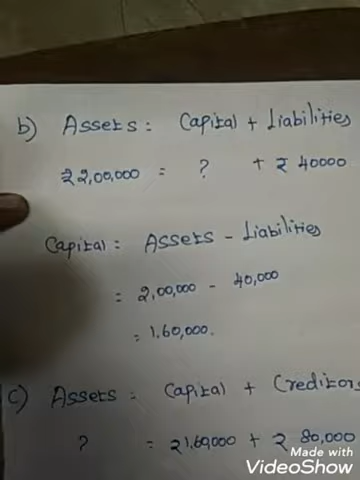 b) Assets = Capital + Liabilities
₹2,00,000 = ? + ₹ 40000
Capital = Assets - Liabilities
= 2,00,000 - 40,000
= 1.60,000.
c) Assets = Capital + Creditors
? = ₹1,60,000 + ₹ 80,000
Made with
VideoShow